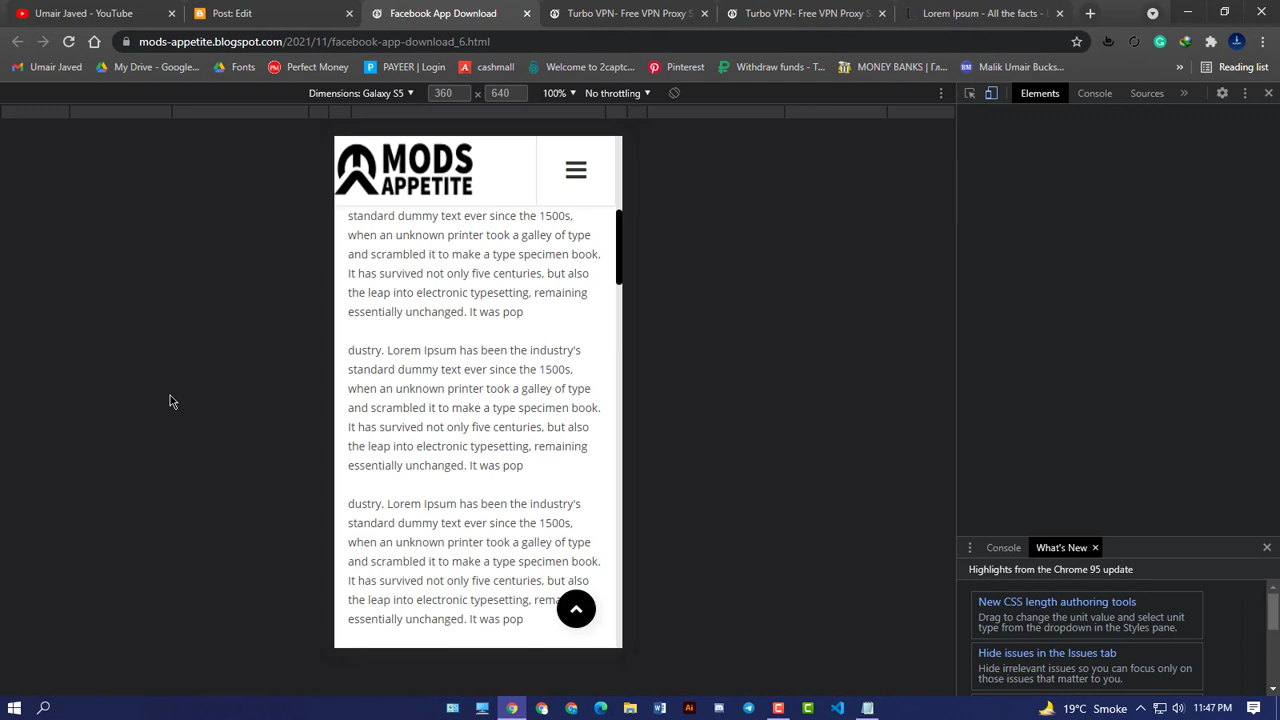 Umair Javed - YouTube
Post: Edit
Facebook App Download
Turbo VPN- Free VPN Proxy S
Turbo VPN- Free VPN Proxy S
Lorem Ipsum - All the facts - L
mods-appetite.blogspot.com/2021/11/facebook-app-download_6.html
Umair Javed
My Drive - Google...
Fonts
Perfect Money
PAYEER | Login
cashmall
Welcome to 2captc...
Pinterest
Withdraw funds - T...
MONEY BANKS | Гла...
Malik Umair Bucks...
»
Reading list
Dimensions: Galaxy S5
360 × 640
100%
No throttling
Elements
Console
Sources
»
MODS
APPETITE
standard dummy text ever since the 1500s,
when an unknown printer took a galley of type
and scrambled it to make a type specimen book.
It has survived not only five centuries, but also
the leap into electronic typesetting, remaining
essentially unchanged. It was pop
dustry. Lorem Ipsum has been the industry's
standard dummy text ever since the 1500s,
when an unknown printer took a galley of type
and scrambled it to make a type specimen book.
It has survived not only five centuries, but also
the leap into electronic typesetting, remaining
essentially unchanged. It was pop
dustry. Lorem Ipsum has been the industry's
standard dummy text ever since the 1500s,
when an unknown printer took a galley of type
and scrambled it to make a type specimen book.
It has survived not only five centuries, but also
the leap into electronic typesetting, rema
essentially unchanged. It was pop
Console
What's New
Highlights from the Chrome 95 update
New CSS length authoring tools
Drag to change the unit value and select
unit type from the dropdown in the Styles pane.
Hide issues in the Issues tab
Hide irrelevant issues so you can focus only on
those issues that matter to you.
19°C Smoke
11:47 PM